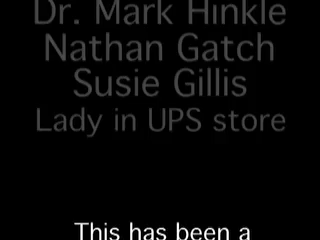 Dr. Mark Hinkle
Nathan Gatch
Susie Gillis
Lady in UPS store
This has been a